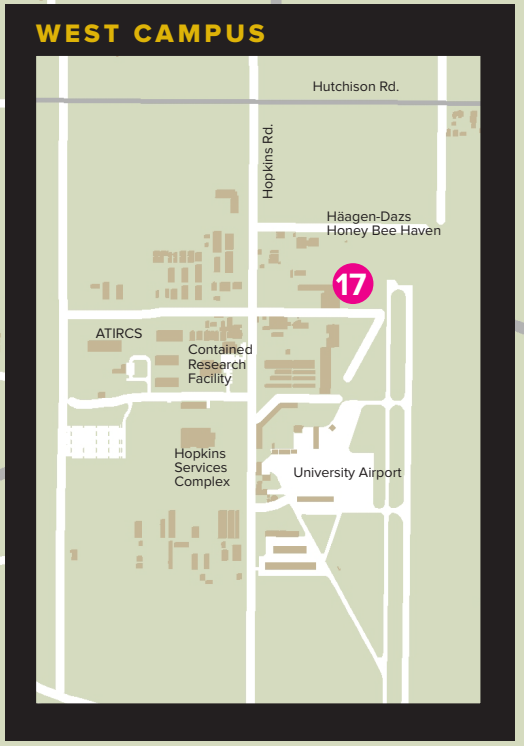 WEST CAMPUS
Hutchison Rd.
Hopkins Rd.
Häagen-Dazs
Honey Bee Haven
17
ATIRCS
Contained
Research
Facility
Hopkins
Services
Complex
University Airport